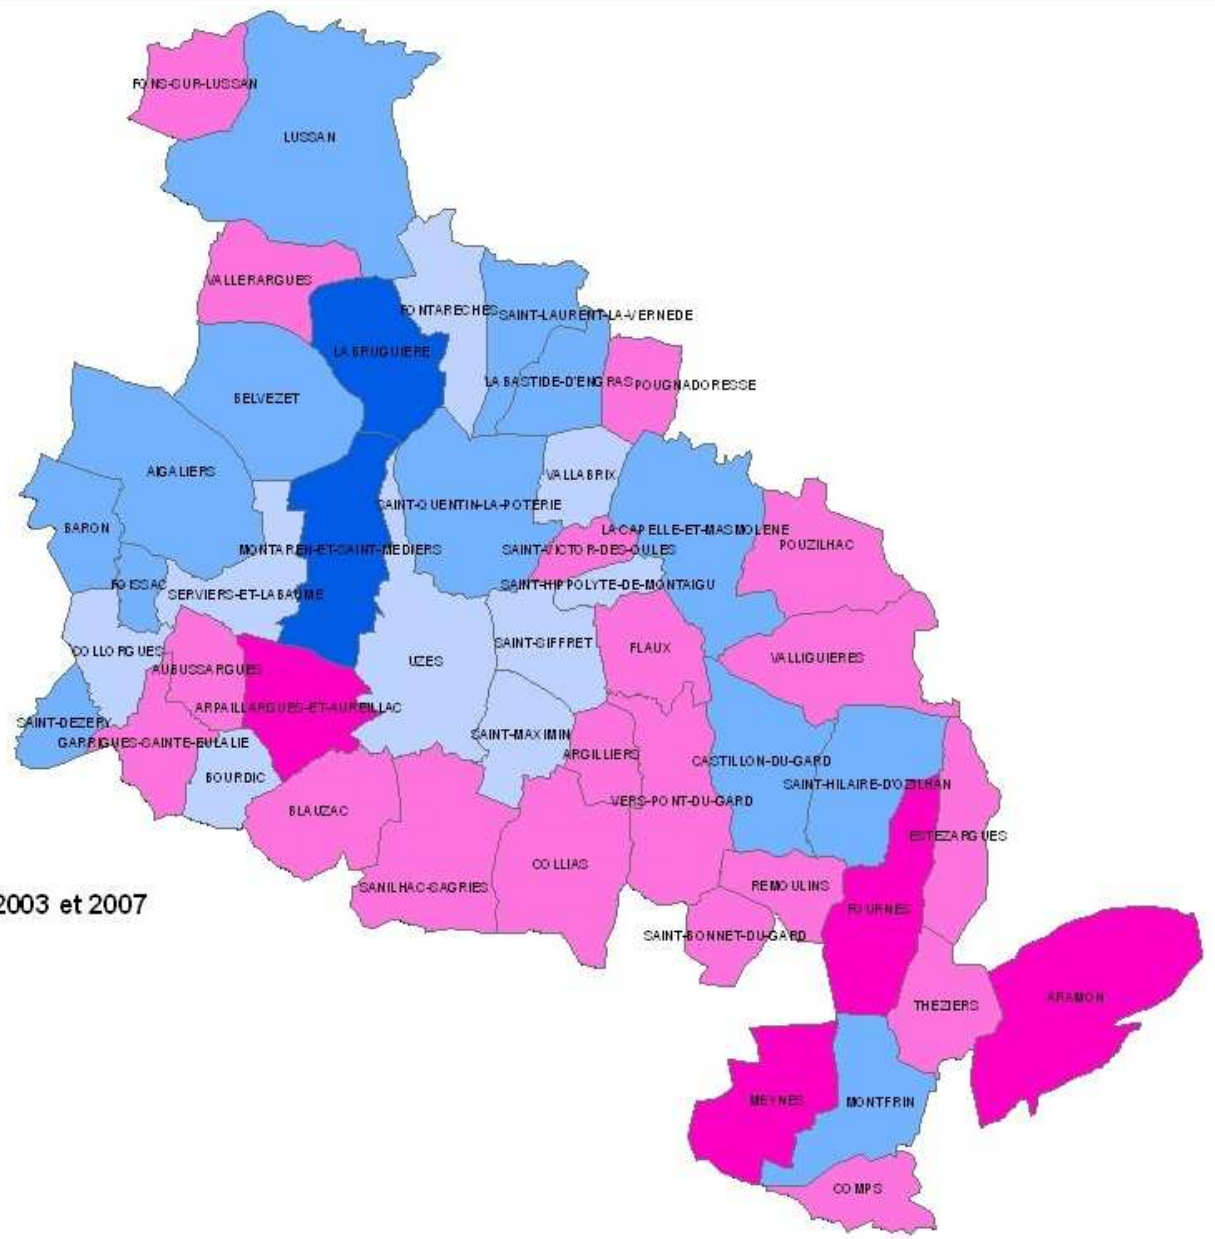 FONS-SUR-LUSSAN
LUSSAN
VALLERARGUES
FONTARECHES
SAINT-LAURENT-LA-VERNEDE
LA BRUGUIERE
LA BASTIDE-D'ENGRAS
POUGNADORESSE
BELVEZET
AIGALIERS
VALLABRIX
SAINT-QUENTIN-LA-POTERIE
BARON
LA CAPELLE-ET-MASMOLENE
MONTAREN-ET-SAINT-MEDIERS
SAINT-VICTOR-DES-OULES
POUZILHAC
FOISSAC
SERVIERS-ET-LABAUME
SAINT-HIPPOLYTE-DE-MONTAIGU
COLLORGUES
SAINT-SIFFRET
FLAUX
UZES
VALLIGUIERES
AUBUSSARGUES
ARPAILLARGUES-ET-AUREILLAC
SAINT-DEZERY
SAINT-MAXIMIN
GARRIGUES-SAINTE-EULALIE
ARGILLIERS
CASTILLON-DU-GARD
BOURDIC
SAINT-HILAIRE-D'OZILHAN
VERS-PONT-DU-GARD
BLAUZAC
ESTEZARGUES
COLLIAS
SANILHAC-SAGRIES
REMOULINS
2003 et 2007
FOURNES
SAINT-BONNET-DU-GARD
ARAMON
THEZIERS
MEYNES
MONTFRIN
COMPS